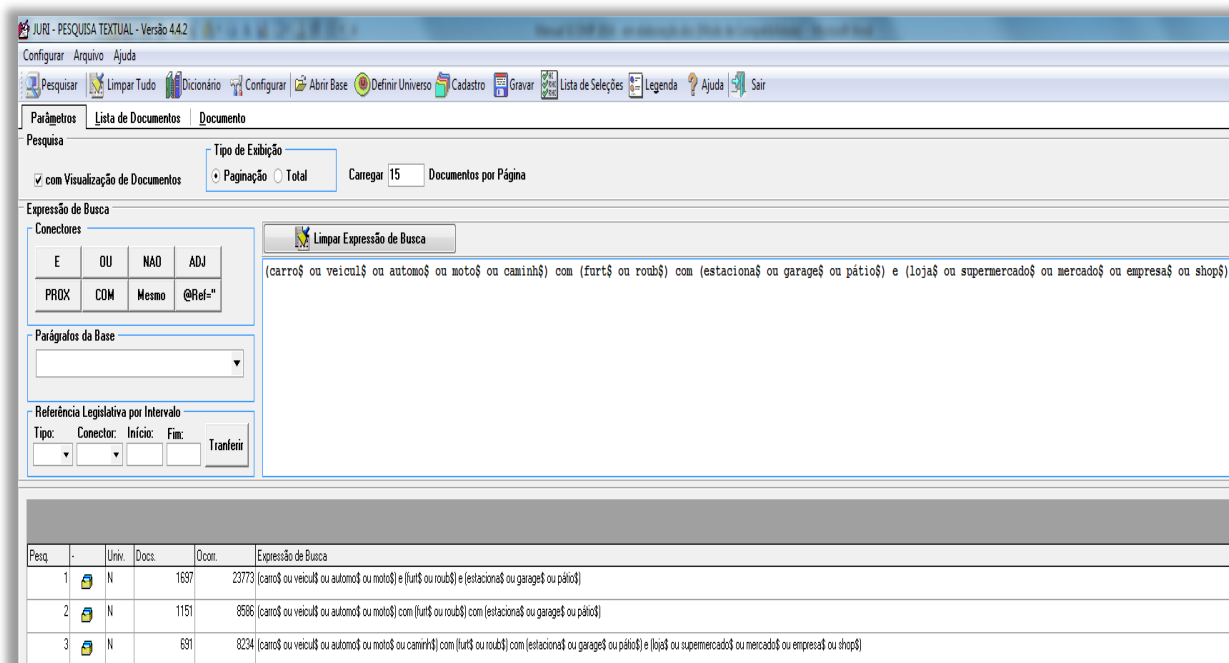 JURI - PESQUISA TEXTUAL - Versão 4.4.2
Configurar Arquivo Ajuda
Pesquisar Limpar Tudo Dicionário Configurar Abrir Base Definir Universo Cadastro Gravar Lista de Seleções Legenda Ajuda Sair
Parâmetros Lista de Documentos Documento
Pesquisa
Tipo de Exibição
com Visualização de Documentos Paginação Total Carregar 15 Documentos por Página
Expressão de Busca
Conectores
Limpar Expressão de Busca
E OU NAO ADJ
(carro$ ou veicul$ ou automo$ ou moto$ ou caminh$) com (furt$ ou roub$) com (estaciona$ ou garage$ ou pátio$) e (loja$ ou supermercado$ ou mercado$ ou empresa$ ou shop$)
PROX COM Mesmo @Ref="
Parágrafos da Base
Referência Legislativa por Intervalo
Tipo: Conector: Início: Fim:
Tranferir
Pesq. - Univ. Docs. Ocorr. Expressão de Busca
1 N 1697 23773 (carro$ ou veicul$ ou automo$ ou moto$) e (furt$ ou roub$) e (estaciona$ ou garage$ ou pátio$)
2 N 1151 8586 (carro$ ou veicul$ ou automo$ ou moto$) com (furt$ ou roub$) com (estaciona$ ou garage$ ou pátio$)
3 N 691 8234 (carro$ ou veicul$ ou automo$ ou moto$ ou caminh$) com (furt$ ou roub$) com (estaciona$ ou garage$ ou pátio$) e (loja$ ou supermercado$ ou mercado$ ou empresa$ ou shop$)